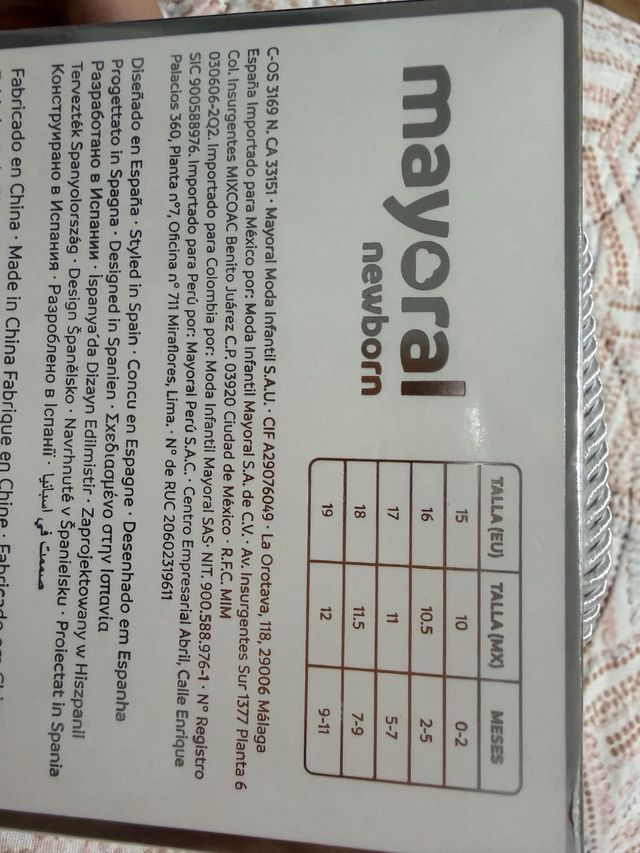 mayoral
newborn
TALLA (EU) TALLA (MX) MESES
15 10 0-2
16 10.5 2-5
17 11 5-7
18 11.5 7-9
19 12 9-11
C-OS 3169 N. CA 33151 · Mayoral Moda Infantil S.A.U. · CIF A29076049 · La Orotava, 118, 29006 Málaga
España Importado para México por: Moda Infantil Mayoral S.A. de C.V. · Av. Insurgentes Sur 1377 Planta 6
Col. Insurgentes MIXCOAC Benito Juárez C.P. 03920 Ciudad de México · R.F.C. MIM
030606-2Q2. Importado para Colombia por: Moda Infantil Mayoral SAS· NIT. 900.588.976-1 · Nº Registro
SIC 900588976. Importado para Perú por: Mayoral Perú S.A.C. · Centro Empresarial Abril, Calle Enrique
Palacios 360, Planta nº7, Oficina nº 711 Miraflores, Lima. · Nº de RUC 20602319611
Diseñado en España · Styled in Spain · Concu en Espagne · Desenhado em Espanha
Progettato in Spagna · Designed in Spanien · Σχεδιασμένο στην Ισπανία
Разработано в Испании · İspanya'da Dizayn Edilmistir · Zaprojektowany w Hiszpanii
Tervezték Spanyolország · Design Španělsko · Navrhnuté v Španielsku · Proiectat in Spania
Конструирано в Испания · Разроблено в Іспанії · صممت في اسبانيا
Fabricado en China · Made in China Fabrique en Chine ·